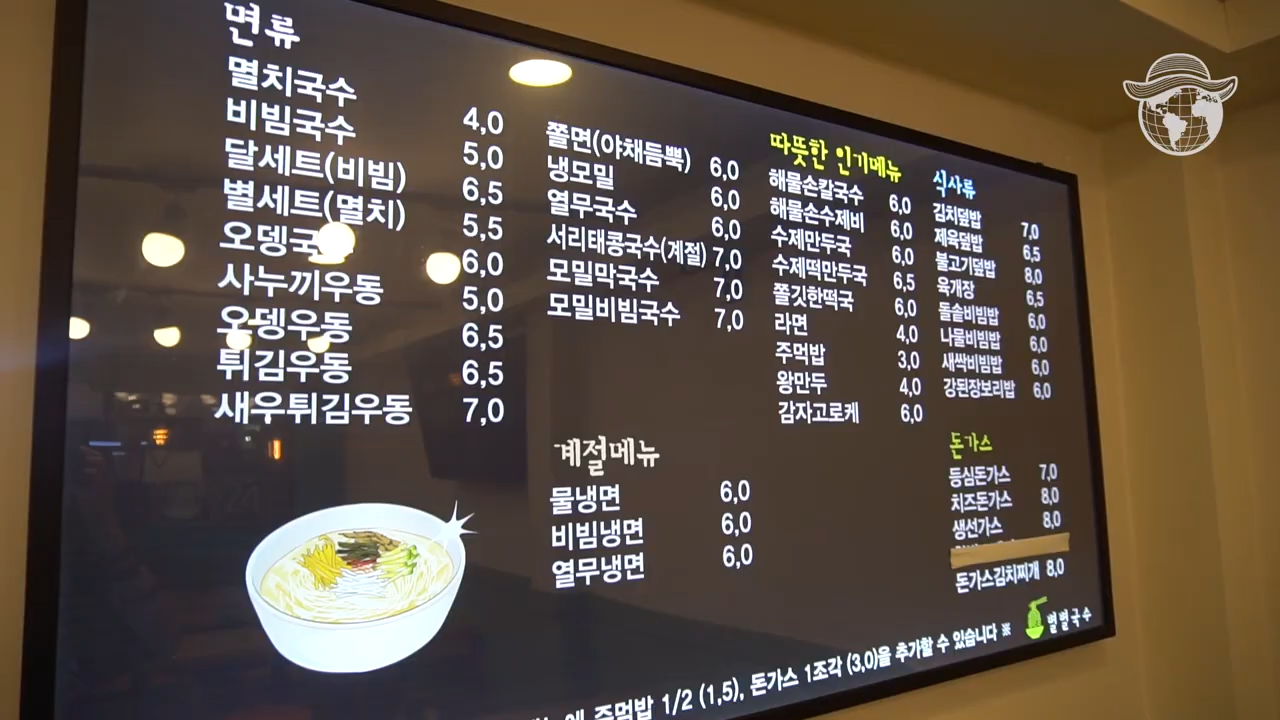 면류
멸치국수 4,0
비빔국수 5,0
달세트(비빔) 6,5
별세트(멸치) 5,5
오뎅국 6,0
사누끼우동 5,0
오뎅우동 6,5
튀김우동 6,5
새우튀김우동 7,0
쫄면(야채듬뿍) 6,0
냉모밀 6,0
열무국수 6,0
서리태콩국수(계절) 7,0
모밀막국수 7,0
모밀비빔국수 7,0
계절메뉴
물냉면 6,0
비빔냉면 6,0
열무냉면 6,0
따뜻한 인기메뉴
해물손칼국수 6,0
해물손수제비 6,0
수제만두국 6,0
수제떡만두국 6,5
쫄깃한떡국 6,0
라면 4,0
주먹밥 3,0
왕만두 4,0
감자고로케 6,0
식사류
김치덮밥 7,0
제육덮밥 6,5
불고기덮밥 8,0
육개장 6,5
돌솥비빔밥 6,0
나물비빔밥 6,0
새싹비빔밥 6,0
강된장보리밥 6,0
돈가스
등심돈가스 7,0
치즈돈가스 8,0
생선가스 8,0
돈가스김치찌개 8,0
별별국수
에 주먹밥 1/2 (1,5), 돈가스 1조각 (3,0)을 추가할 수 있습니다 ※